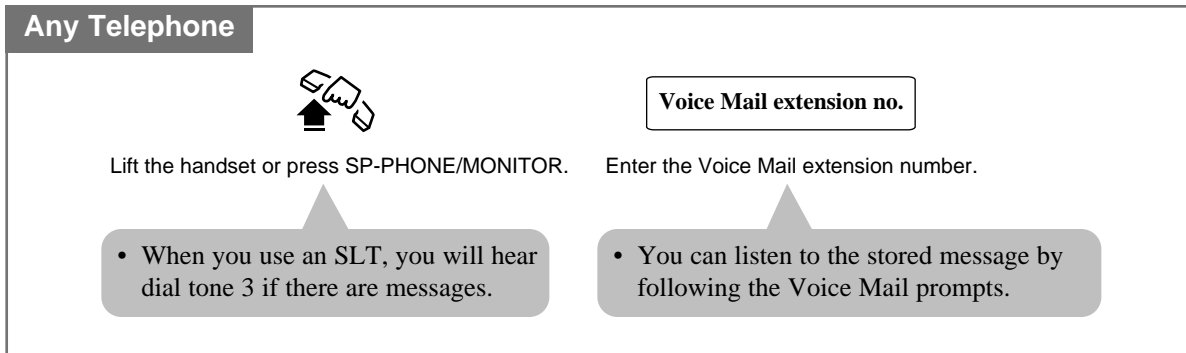 Any Telephone
Voice Mail extension no.
Lift the handset or press SP-PHONE/MONITOR.
Enter the Voice Mail extension number.
• When you use an SLT, you will hear
dial tone 3 if there are messages.
• You can listen to the stored message by
following the Voice Mail prompts.